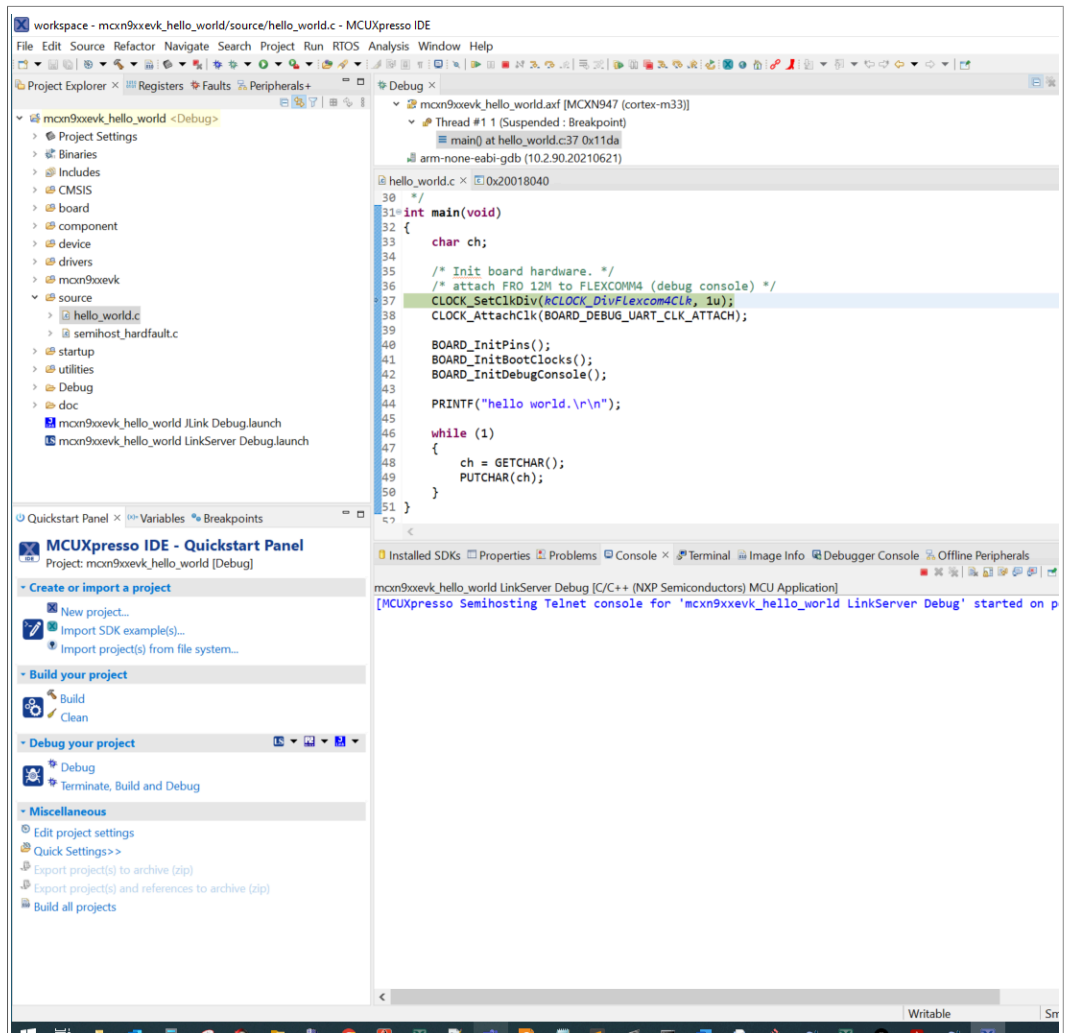 workspace - mcxn9xxevk_hello_world/source/hello_world.c - MCUXpresso IDE
File Edit Source Refactor Navigate Search Project Run RTOS Analysis Window Help
Project Explorer Registers Faults Peripherals+
mcxn9xxevk_hello_world <Debug>
Project Settings
Binaries
Includes
CMSIS
board
component
device
drivers
mcxn9xxevk
source
hello_world.c
semihost_hardfault.c
startup
utilities
Debug
doc
mcxn9xxevk_hello_world JLink Debug.launch
mcxn9xxevk_hello_world LinkServer Debug.launch
Debug
mcxn9xxevk_hello_world.axf [MCXN947 (cortex-m33)]
Thread #1 1 (Suspended : Breakpoint)
main() at hello_world.c:37 0x11da
arm-none-eabi-gdb (10.2.90.20210621)
hello_world.c 0x20018040
30 */
31 int main(void)
32 {
33 char ch;
34
35 /* Init board hardware. */
36 /* attach FRO 12M to FLEXCOMM4 (debug console) */
37 CLOCK_SetClkDiv(kCLOCK_DivFlexcom4Clk, 1u);
38 CLOCK_AttachClk(BOARD_DEBUG_UART_CLK_ATTACH);
39
40 BOARD_InitPins();
41 BOARD_InitBootClocks();
42 BOARD_InitDebugConsole();
43
44 PRINTF("hello world.\r\n");
45
46 while (1)
47 {
48 ch = GETCHAR();
49 PUTCHAR(ch);
50 }
51 }
52
Quickstart Panel Variables Breakpoints
IDE
MCUXpresso IDE - Quickstart Panel
Project: mcxn9xxevk_hello_world [Debug]
Create or import a project
New project...
Import SDK example(s)...
Import project(s) from file system...
Build your project
Build
Clean
Debug your project
LS
Debug
Terminate, Build and Debug
Miscellaneous
Edit project settings
Quick Settings>>
Export project(s) to archive (zip)
Export project(s) and references to archive (zip)
Build all projects
Installed SDKs Properties Problems Console Terminal Image Info Debugger Console Offline Peripherals
mcxn9xxevk_hello_world LinkServer Debug [C/C++ (NXP Semiconductors) MCU Application]
[MCUXpresso Semihosting Telnet console for 'mcxn9xxevk_hello_world LinkServer Debug' started on p
Writable
Sm